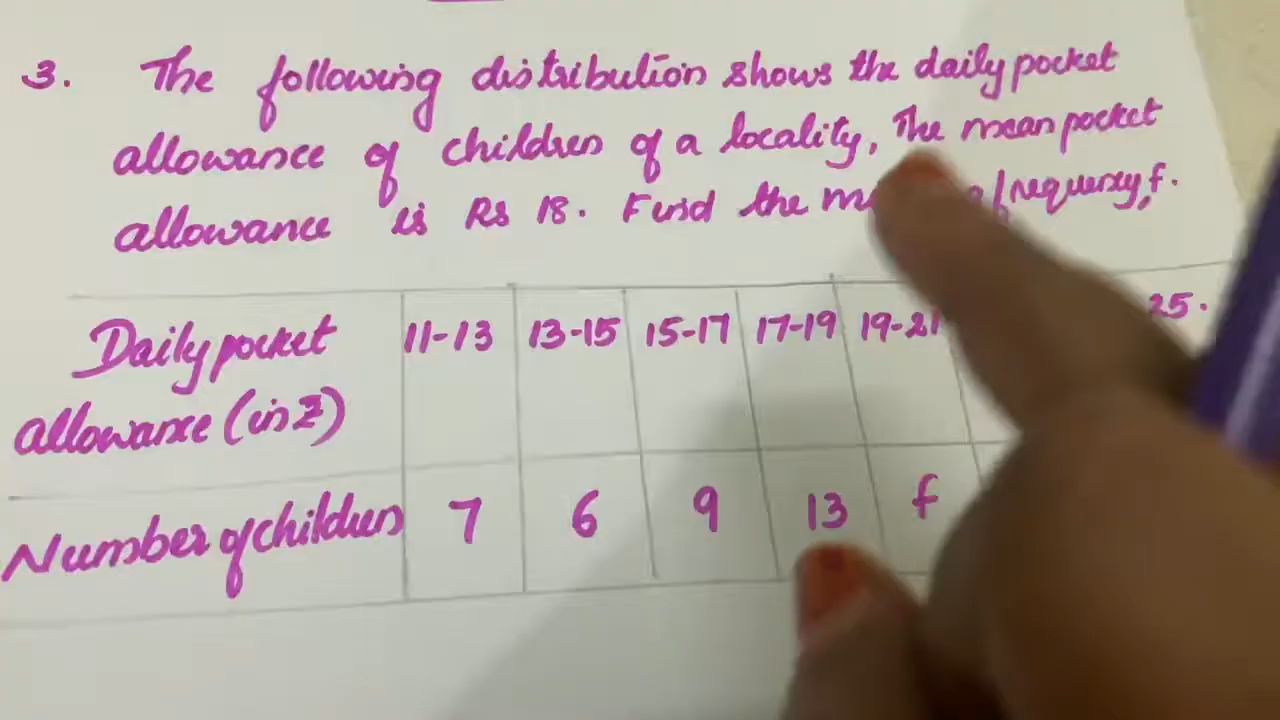 3. The following distribution shows the daily pocket
allowance of children of a locality, The mean pocket
allowance is Rs 18. Find the frequency, f.
Daily pocket 11-13 13-15 15-17 17-19 19-21 25.
allowance (in ₹)
Number of children 7 6 9 13 f